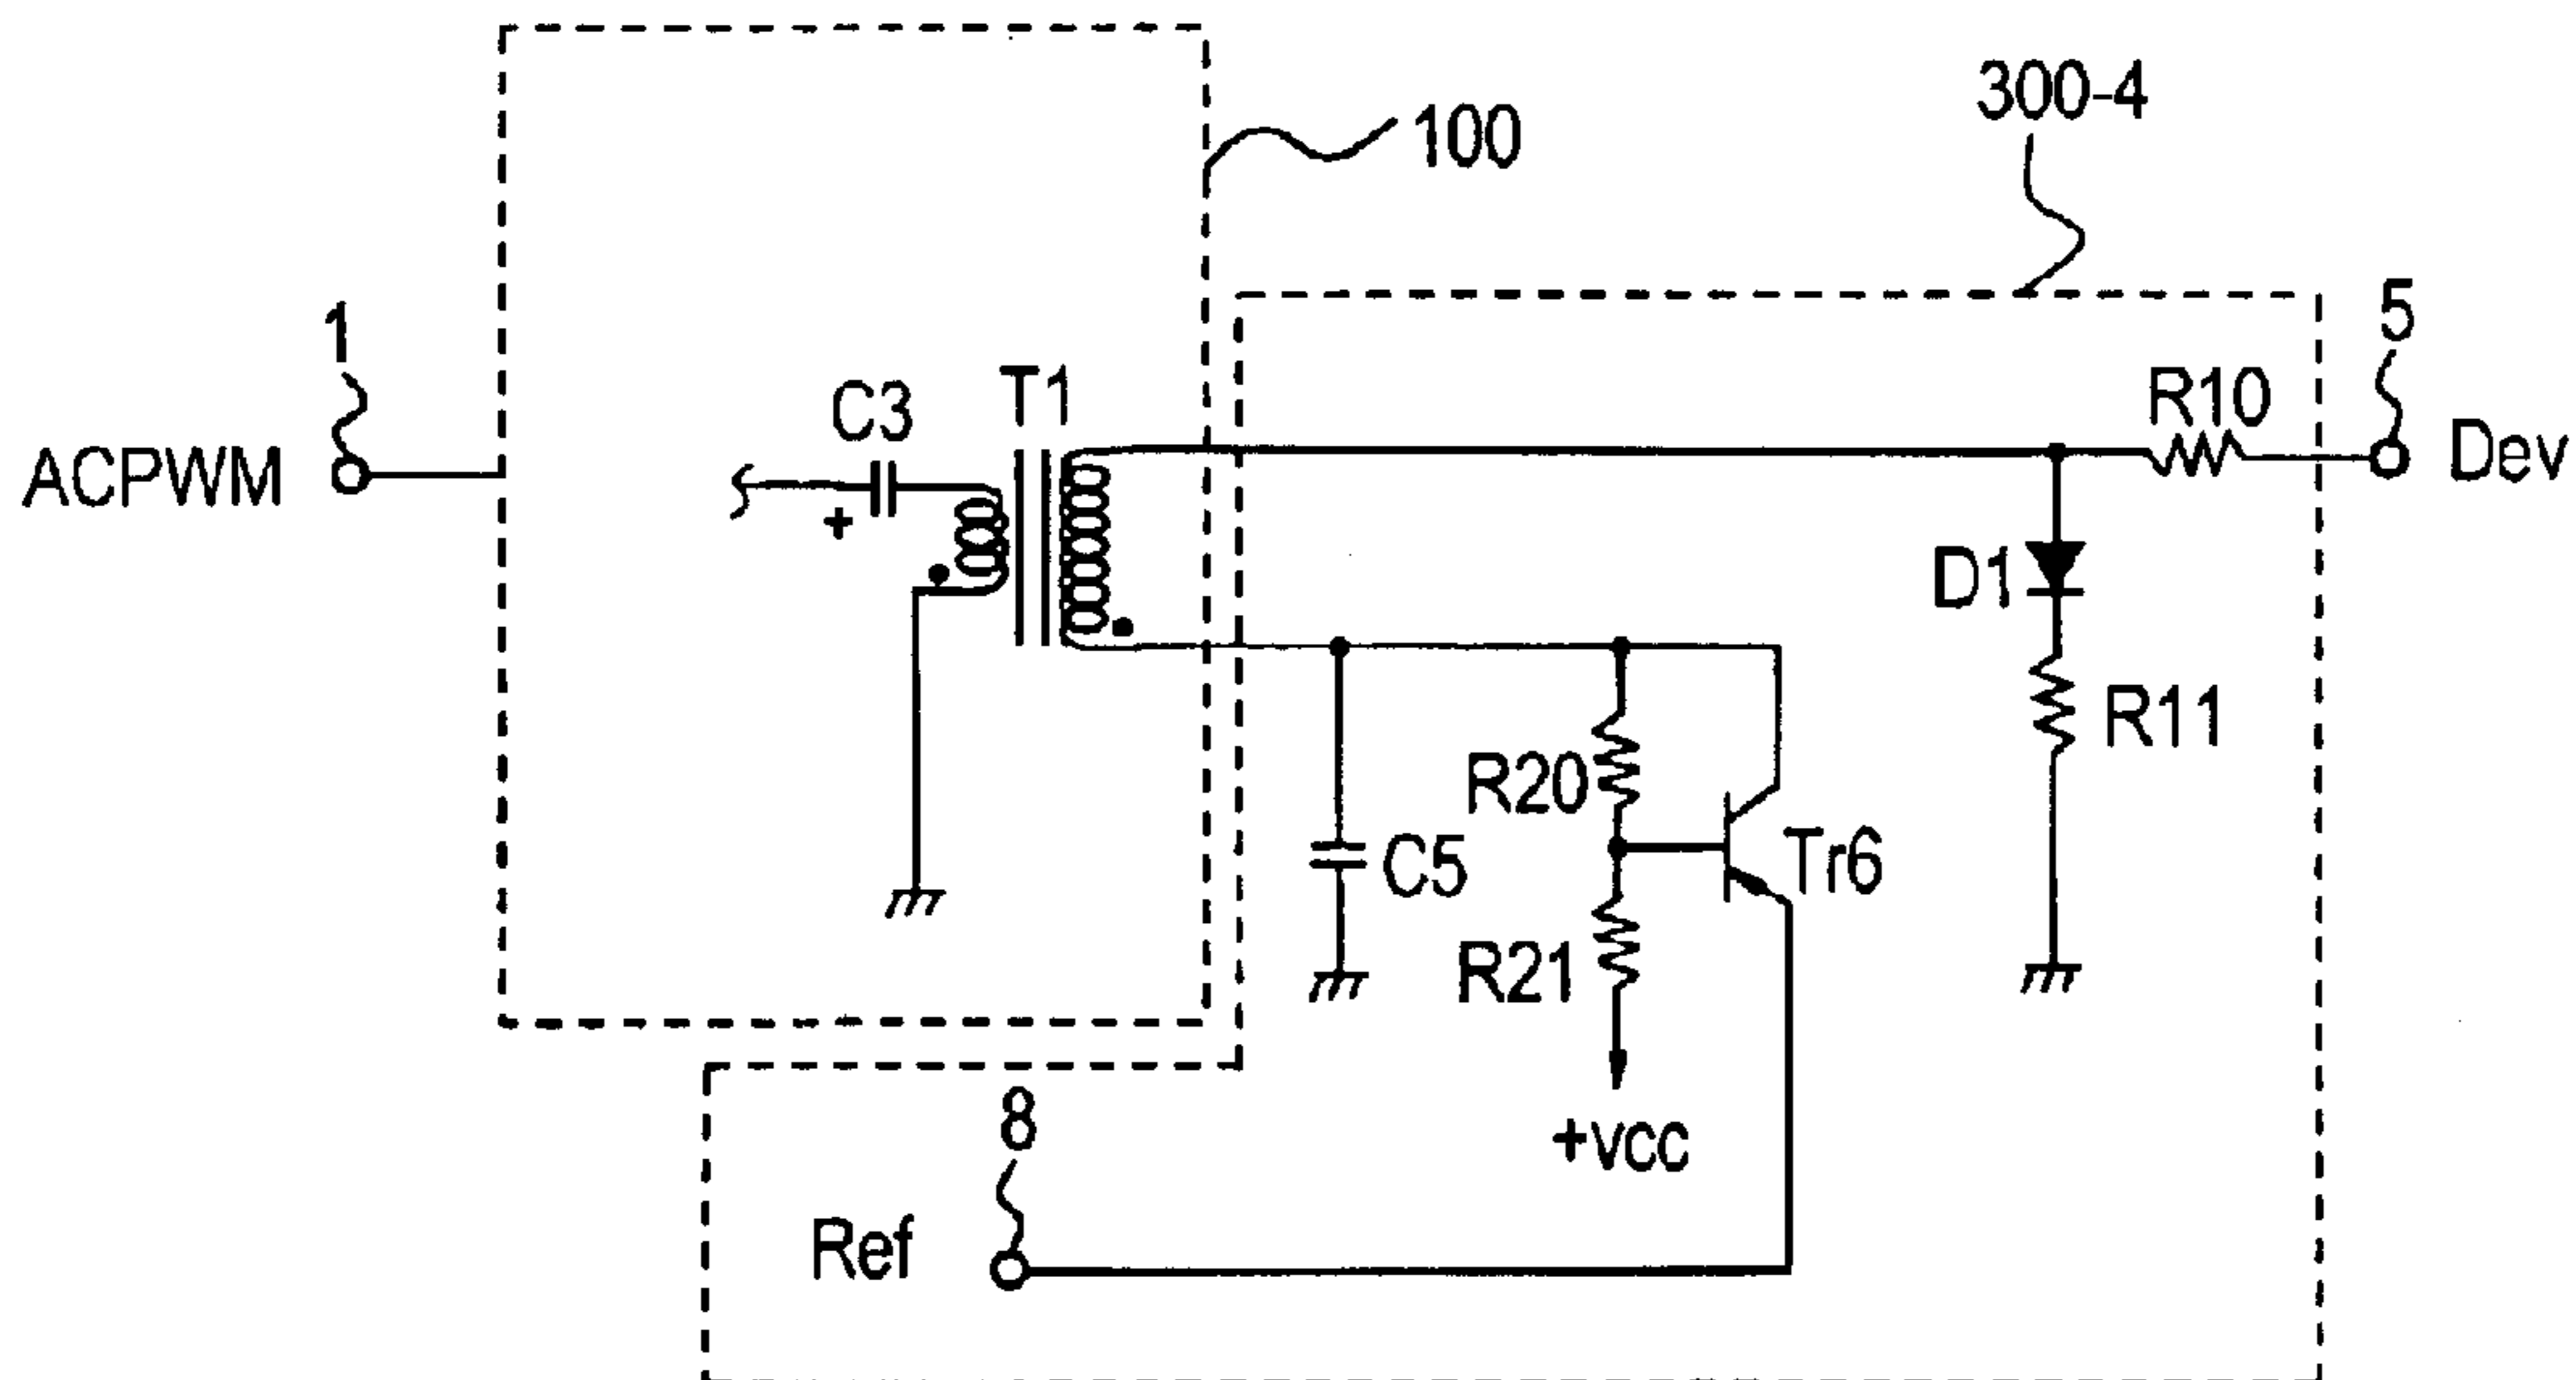 100
300-4
1
5
C3
T1
R10
ACPWM
Dev
+
D1
R11
R20
C5
Tr6
R21
+vcc
8
Ref